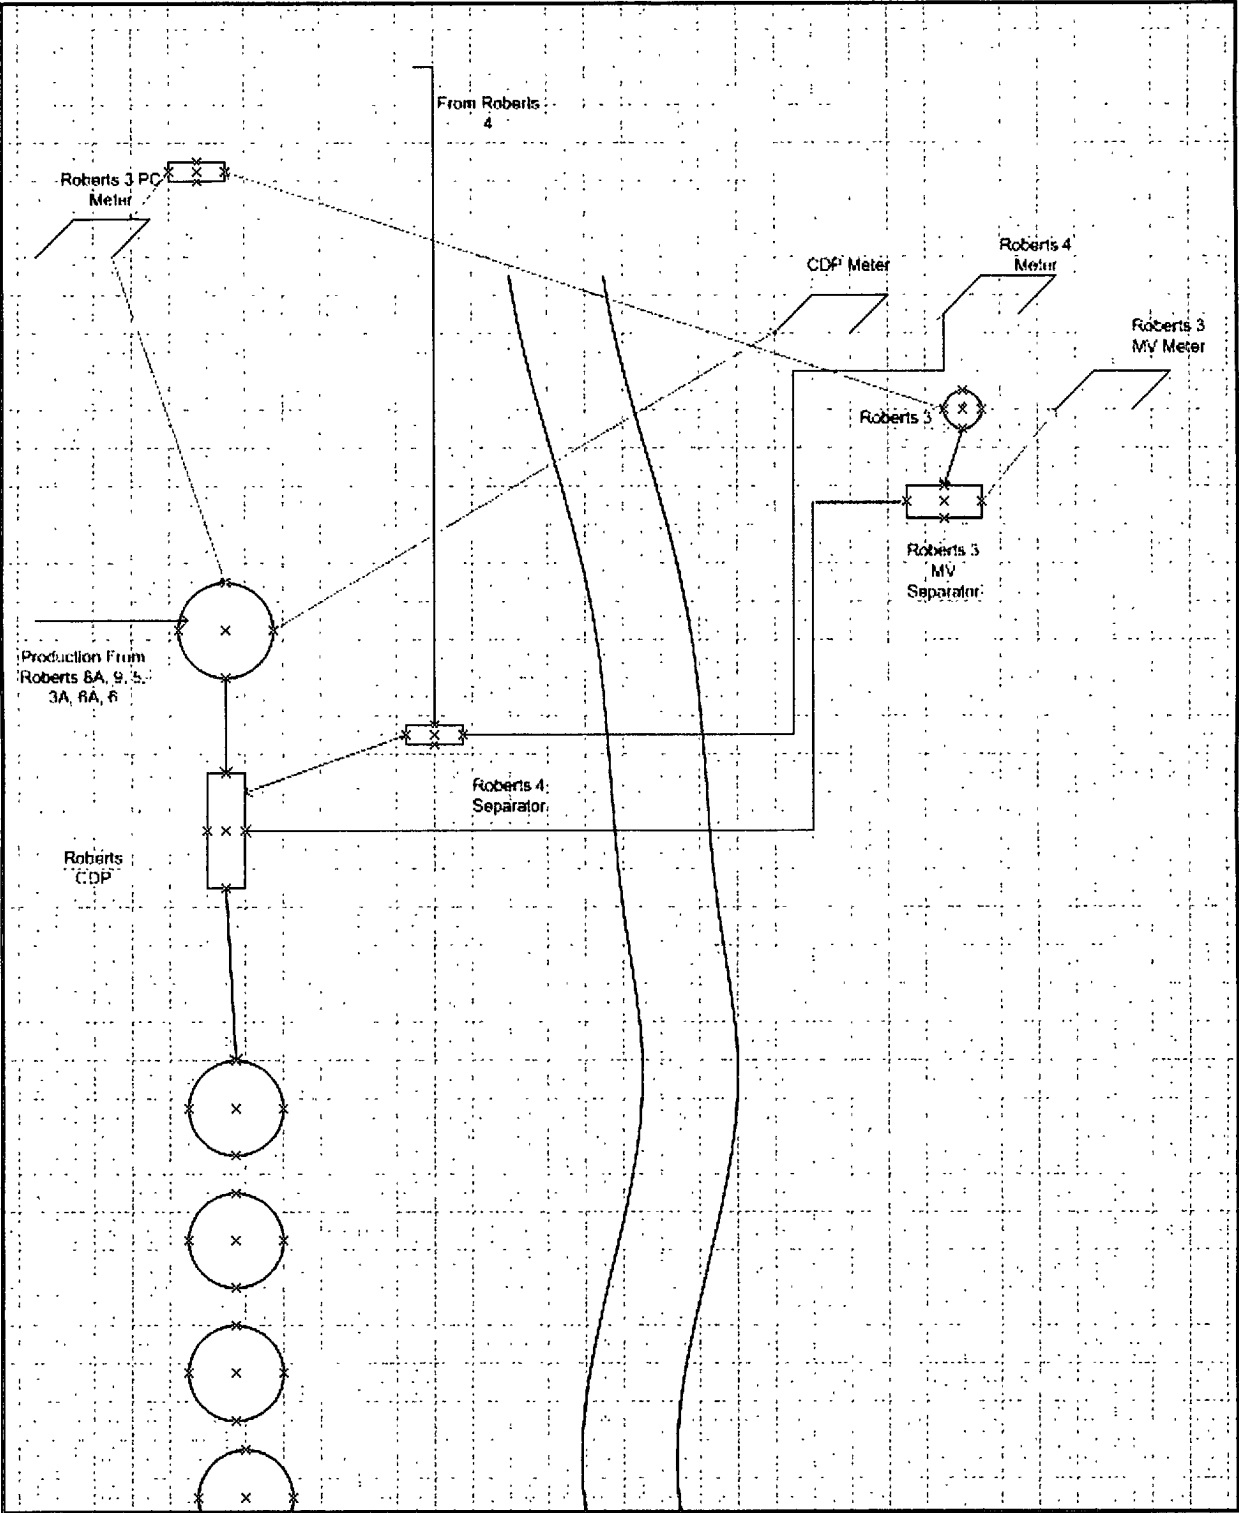 From Roberts
4
Roberts 3 PC
Meter
Roberts 4
Meter
CDP Meter
Roberts 3
MV Meter
Roberts 3
Roberts 3
MV
Separator
Production From
Roberts 8A, 9, 5,
3A, 6A, 6
Roberts 4
Separator
Roberts
CDP